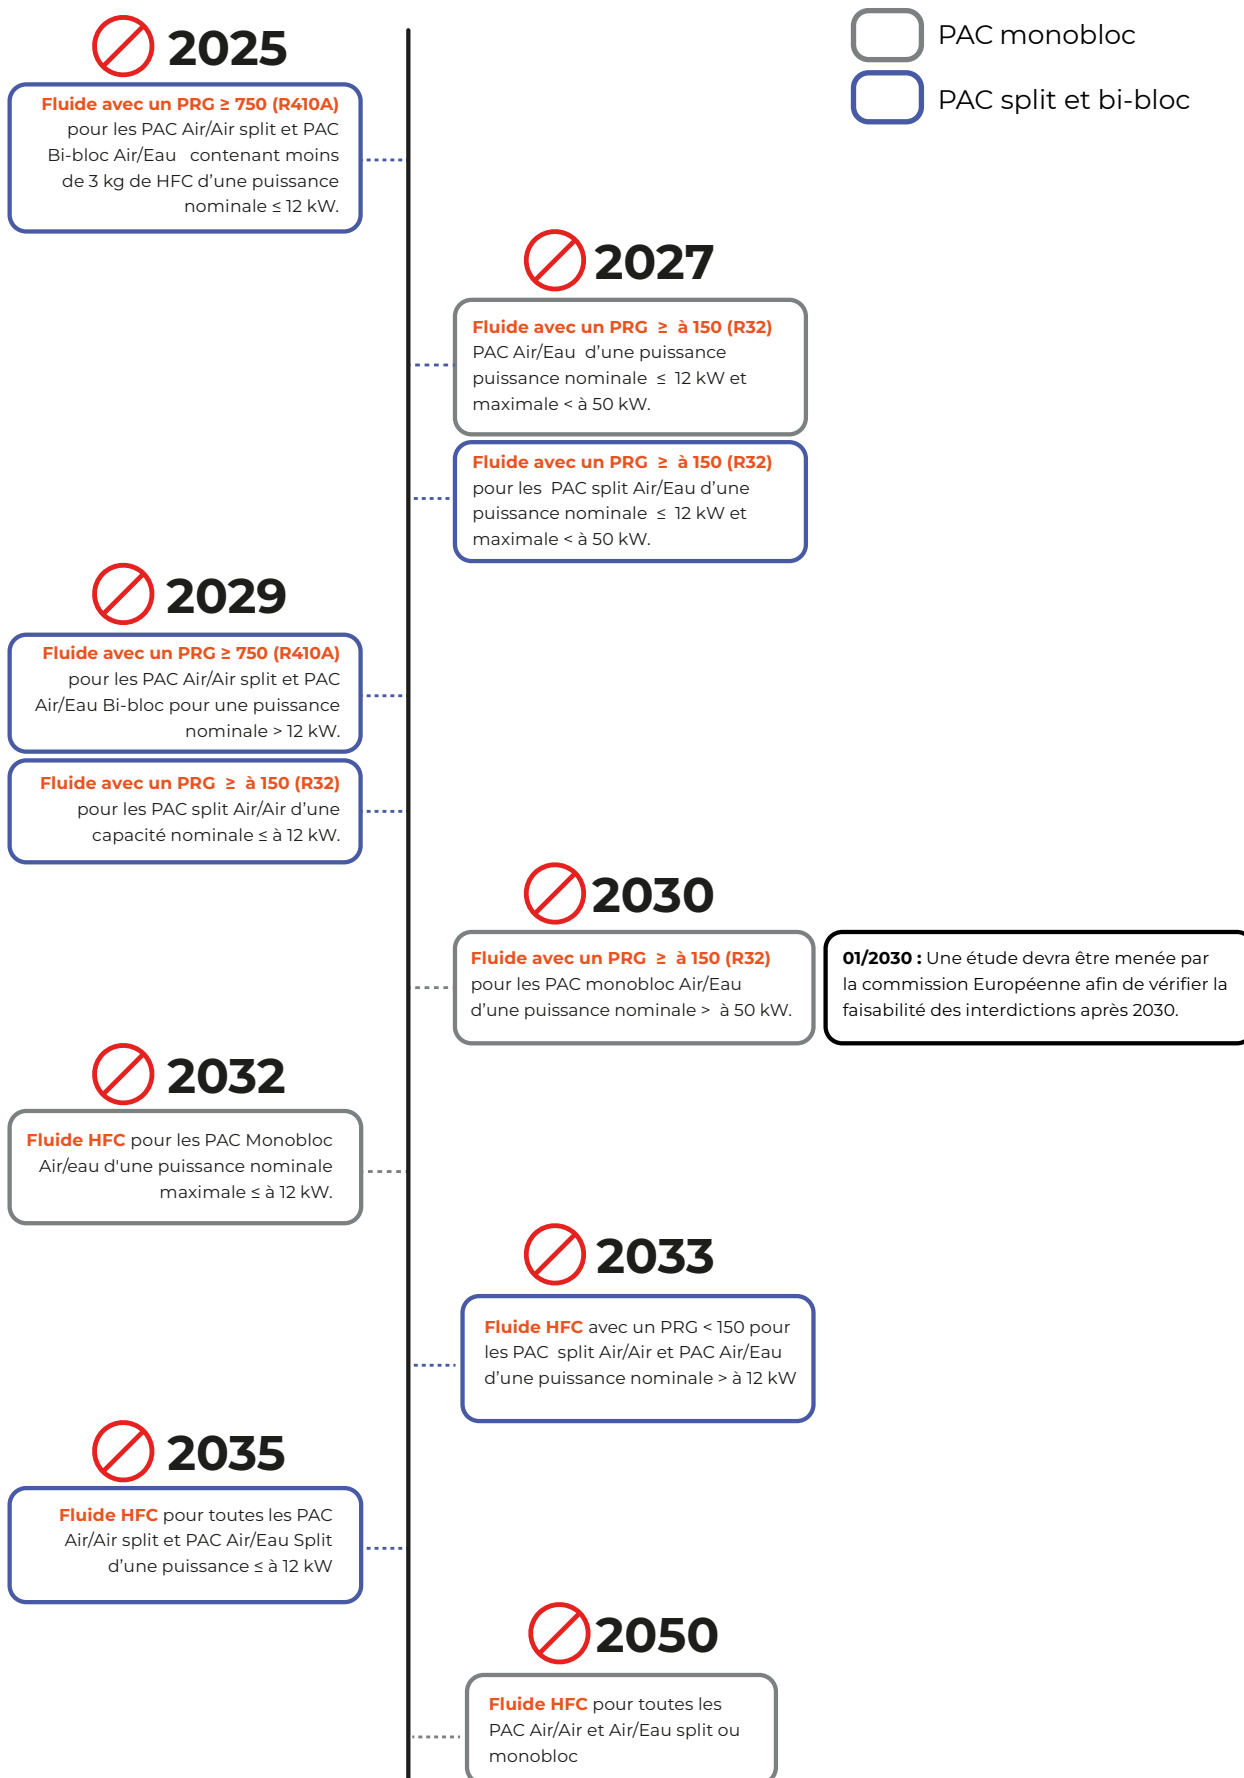 PAC monobloc
PAC split et bi-bloc
2025
Fluide avec un PRG ≥ 750 (R410A)
pour les PAC Air/Air split et PAC
Bi-bloc Air/Eau contenant moins
de 3 kg de HFC d’une puissance
nominale ≤ 12 kW.
2027
Fluide avec un PRG ≥ à 150 (R32)
PAC Air/Eau d’une puissance
puissance nominale ≤ 12 kW et
maximale < à 50 kW.
Fluide avec un PRG ≥ à 150 (R32)
pour les PAC split Air/Eau d’une
puissance nominale ≤ 12 kW et
maximale < à 50 kW.
2029
Fluide avec un PRG ≥ 750 (R410A)
pour les PAC Air/Air split et PAC
Air/Eau Bi-bloc pour une puissance
nominale > 12 kW.
Fluide avec un PRG ≥ à 150 (R32)
pour les PAC split Air/Air d’une
capacité nominale ≤ à 12 kW.
2030
Fluide avec un PRG ≥ à 150 (R32)
pour les PAC monobloc Air/Eau
d’une puissance nominale > à 50 kW.
01/2030 : Une étude devra être menée par
la commission Européenne afin de vérifier la
faisabilité des interdictions après 2030.
2032
Fluide HFC pour les PAC Monobloc
Air/eau d'une puissance nominale
maximale ≤ à 12 kW.
2033
Fluide HFC avec un PRG < 150 pour
les PAC split Air/Air et PAC Air/Eau
d’une puissance nominale > à 12 kW
2035
Fluide HFC pour toutes les PAC
Air/Air split et PAC Air/Eau Split
d’une puissance ≤ à 12 kW
2050
Fluide HFC pour toutes les
PAC Air/Air et Air/Eau split ou
monobloc